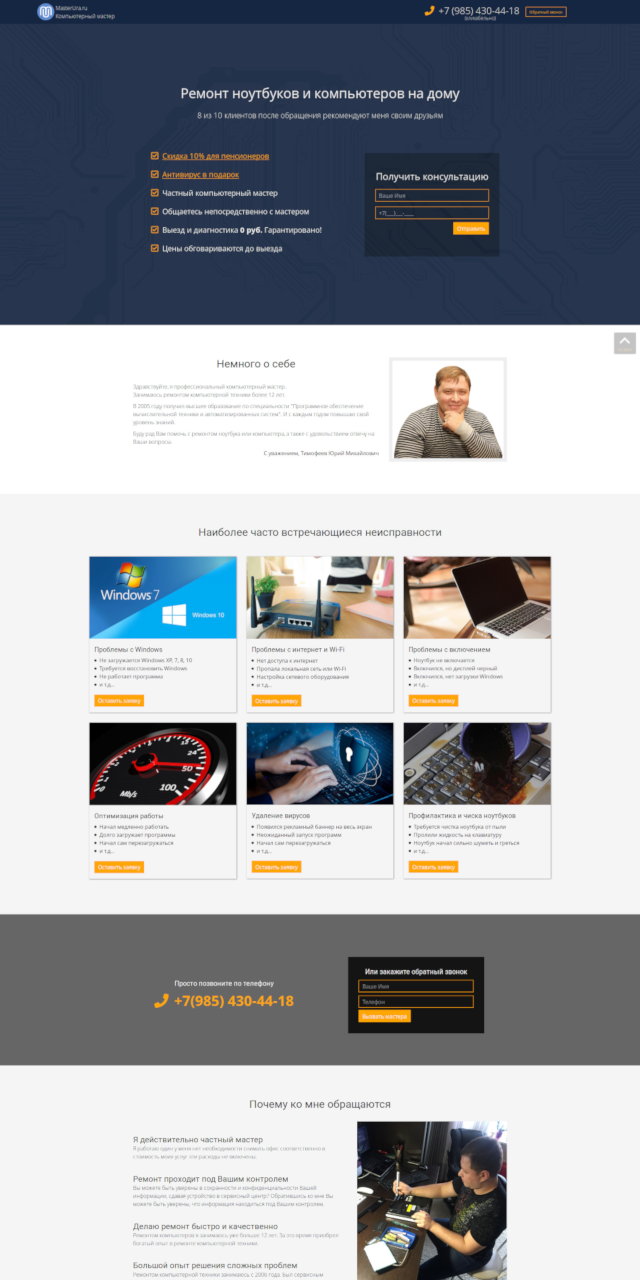 MasterUra.ru
Компьютерный мастер
+7 (985) 430-44-18
(кликабельно)
Обратный звонок
Ремонт ноутбуков и компьютеров на дому
8 из 10 клиентов после обращения рекомендуют меня своим друзьям
Скидка 10% для пенсионеров
Антивирус в подарок
Частный компьютерный мастер
Общаетесь непосредственно с мастером
Выезд и диагностика 0 руб. Гарантировано!
Цены обговариваются до выезда
Получить консультацию
Ваше Имя
+7(___)___-____
Отправить
Немного о себе
Здравствуйте, я профессиональный компьютерный мастер.
Занимаюсь ремонтом компьютерной техники более 12 лет.
В 2005 году получил высшее образование по специальности "Программное обеспечение
вычислительной техники и автоматизированных систем". И с каждым годом повышаю свой
уровень знаний.
Буду рад Вам помочь с ремонтом ноутбука или компьютера, а также с удовольствием отвечу на
Ваши вопросы.
С уважением, Тимофеев Юрий Михайлович
Наиболее часто встречающиеся неисправности
Windows 7
Windows 10
Проблемы с Windows
Не загружается Windows XP, 7, 8, 10
Требуется восстановить Windows
Не работает программа
и т.д...
Оставить заявку
Проблемы с интернет и Wi-Fi
Нет доступа к интернет
Пропала локальная сеть или Wi-Fi
Настройка сетевого оборудования
и т.д...
Оставить заявку
Проблемы с включением
Ноутбук не включается
Включился, но дисплей черный
Включился, нет загрузки Windows
и т.д...
Оставить заявку
Mb/s
24
50
100
Оптимизация работы
Начал медленно работать
Долго загружает программы
Начал сам перезагружаться
и т.д...
Оставить заявку
Удаление вирусов
Появился рекламный баннер на весь экран
Неожиданный запуск программ
Начал сам перезагружаться
и т.д...
Оставить заявку
Профилактика и чиска ноутбуков
Требуется чистка ноутбука от пыли
Пролили жидкость на клавиатуру
Ноутбук начал сильно шуметь и греться
и т.д...
Оставить заявку
Просто позвоните по телефону
+7(985) 430-44-18
Или закажите обратный звонок
Ваше Имя
Телефон
Вызвать мастера
Почему ко мне обращаются
Я действительно частный мастер
Я работаю один у меня нет необходимости снимать офис соответственно в
стоимость моих услуг эти расходы не включены.
Ремонт проходит под Вашим контролем
Вы можете быть уверены в сохранности и конфиденциальности Вашей
информации, сдавая устройство в сервисный центр? Обратившись ко мне Вы
можете быть уверены, что информация находиться под Вашим контролем.
Делаю ремонт быстро и качественно
Ремонтом компьютеров я занимаюсь уже больше 12 лет. За это время приобрел
богатый опыт в ремонте компьютерной техники.
Большой опыт решения сложных проблем
Ремонтом компьютерной техники занимаюсь с 2006 года. Был сервисным